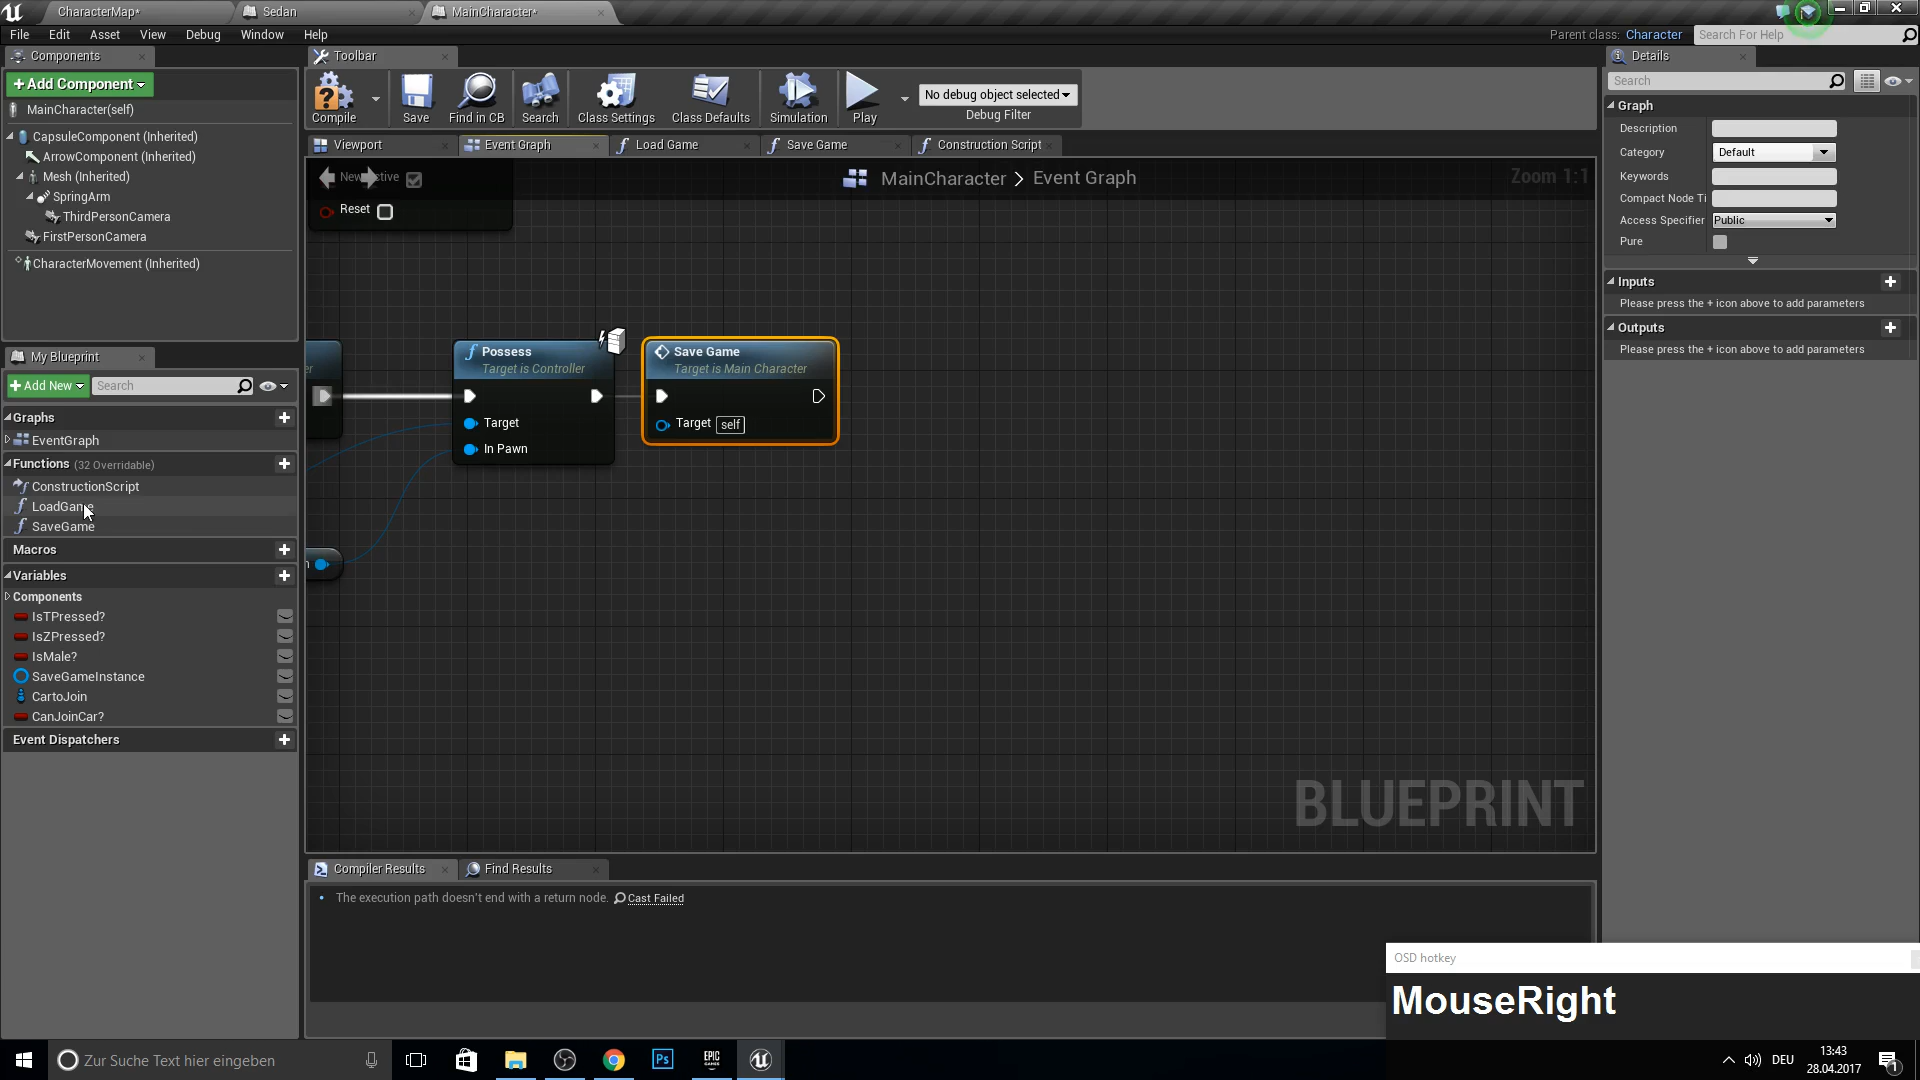 CharacterMap*
Sedan
MainCharacter*
File Edit Asset View Debug Window Help
Parent class: Character
Search For Help
Components
Toolbar
Details
+Add Component
MainCharacter(self)
CapsuleComponent (Inherited)
ArrowComponent (Inherited)
Mesh (Inherited)
SpringArm
ThirdPersonCamera
FirstPersonCamera
CharacterMovement (Inherited)
Compile
Save
Find in CB
Search
Class Settings
Class Defaults
Simulation
Play
No debug object selected
Debug Filter
Viewport
Event Graph
Load Game
Save Game
Construction Script
MainCharacter > Event Graph
Zoom 1:1
Reset
Possess
Target is Controller
Target
In Pawn
Save Game
Target is Main Character
Target self
BLUEPRINT
My Blueprint
+Add New
Search
Graphs
EventGraph
Functions (32 Overridable)
ConstructionScript
LoadGame
SaveGame
Macros
Variables
Components
IsTPressed?
IsZPressed?
IsMale?
SaveGameInstance
CartoJoin
CanJoinCar?
Event Dispatchers
Search
Graph
Description
Category Default
Keywords
Compact Node Ti
Access Specifier Public
Pure
Inputs
Please press the + icon above to add parameters
Outputs
Please press the + icon above to add parameters
Compiler Results
Find Results
The execution path doesn't end with a return node. Cast Failed
OSD hotkey
MouseRight
Zur Suche Text hier eingeben
Ps
EPIC GAMES
DEU
13:43
28.04.2017
1